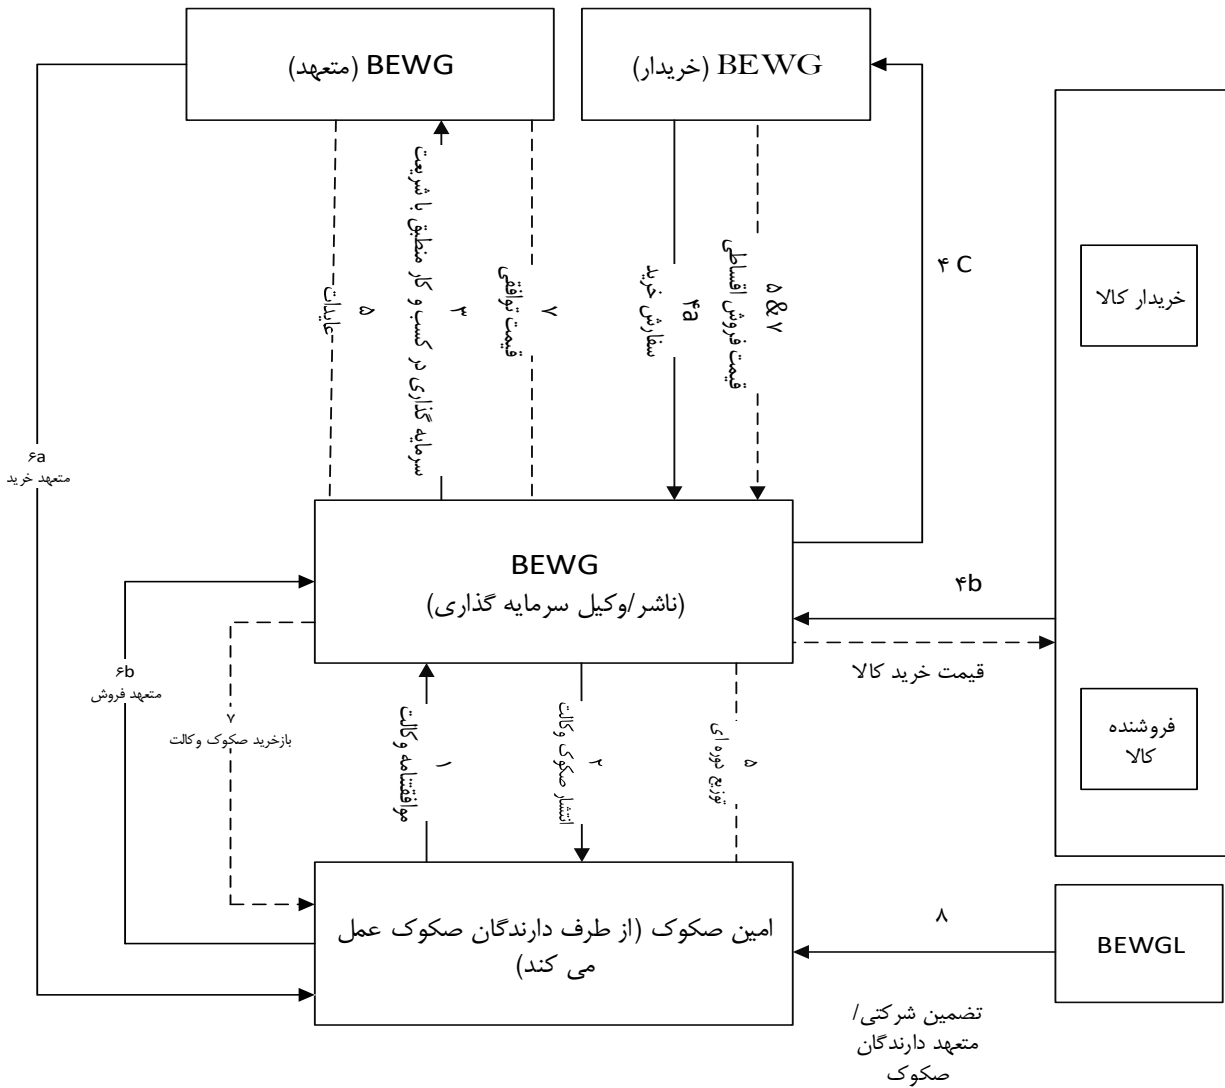 BEWG (متعهد)
BEWG (خریدار)
۵
عایدات
۳
سرمایه گذاری در کسب و کار منطبق با شریعت
۷
قیمت توافقی
۴a
سفارش خرید
۵&۷
قیمت فروش اقساطی
۴ C
خریدار کالا
۶a
متعهد خرید
BEWG
(ناشر/وکیل سرمایه گذاری)
۴b
قیمت خرید کالا
۶b
متعهد فروش
۷
بازخرید صکوک وکالت
۱
موافقتنامه وکالت
۲
انتشار صکوک وکالت
۵
توزیع دوره ای
فروشنده
کالا
امین صکوک (از طرف دارندگان صکوک عمل
می کند)
۸
BEWGL
تضمین شرکتی/
متعهد دارندگان
صکوک